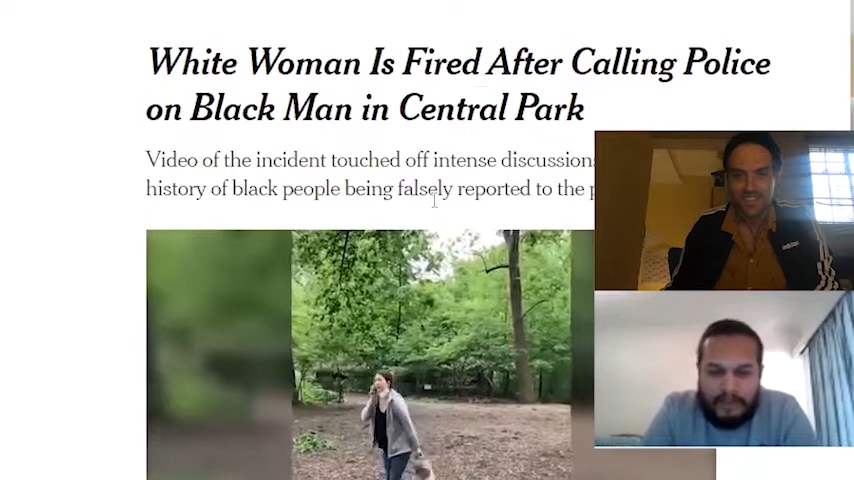 White Woman Is Fired After Calling Police
on Black Man in Central Park
Video of the incident touched off intense discussions
history of black people being falsely reported to the
adidas